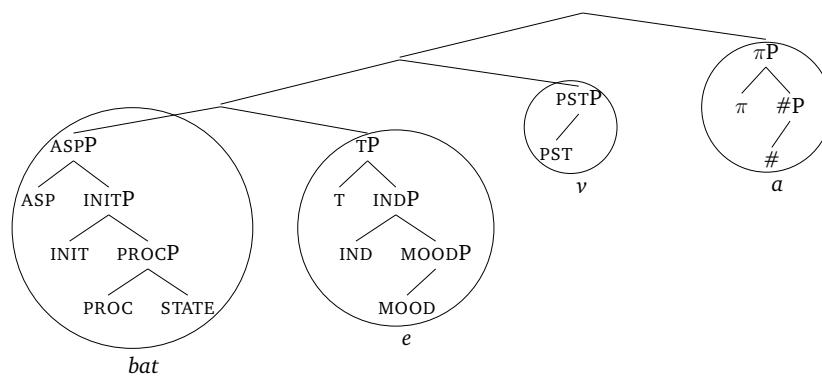 πP
PSTP
π #P
ASPP TP
PST
#
v a
ASP INITP T INDP
INIT PROCP IND MOODP
PROC STATE MOOD
e
bat